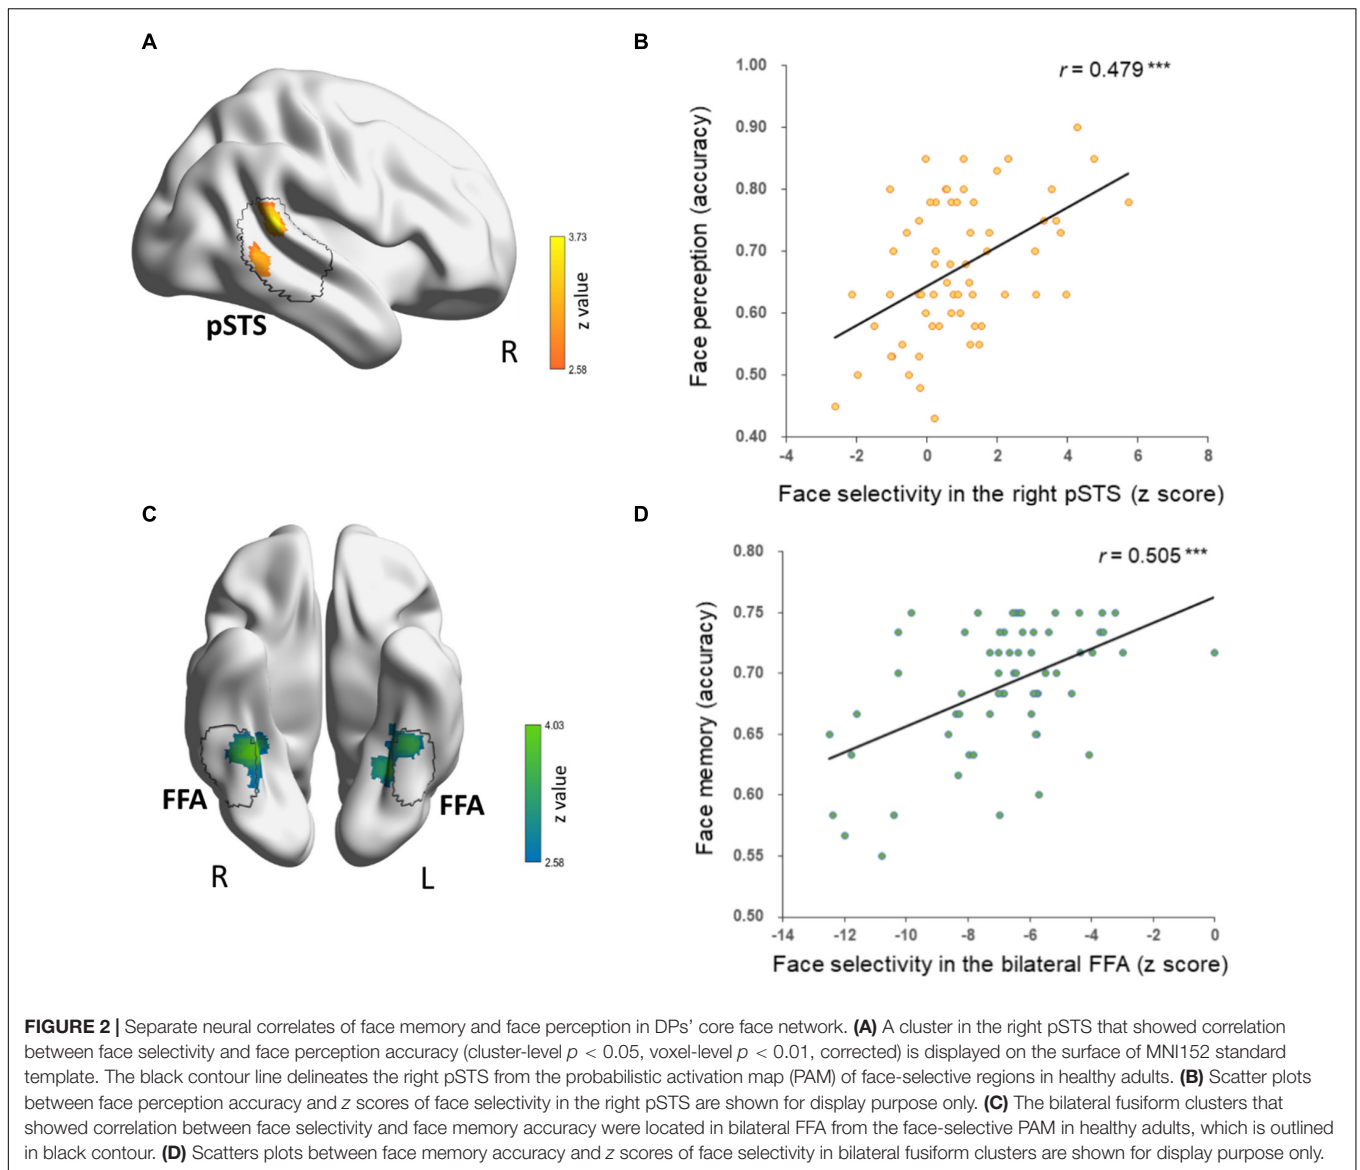 A
pSTS
R
3.73
z value
2.58
B
r = 0.479 ***
1.00
0.90
0.80
0.70
0.60
0.50
0.40
Face perception (accuracy)
-4 -2 0 2 4 6 8
Face selectivity in the right pSTS (z score)
C
FFA
FFA
R
L
4.03
z value
2.58
D
r = 0.505 ***
0.80
0.75
0.70
0.65
0.60
0.55
0.50
Face memory (accuracy)
-14 -12 -10 -8 -6 -4 -2 0
Face selectivity in the bilateral FFA (z score)
FIGURE 2 | Separate neural correlates of face memory and face perception in DPs' core face network. (A) A cluster in the right pSTS that showed correlation
between face selectivity and face perception accuracy (cluster-level p < 0.05, voxel-level p < 0.01, corrected) is displayed on the surface of MNI152 standard
template. The black contour line delineates the right pSTS from the probabilistic activation map (PAM) of face-selective regions in healthy adults. (B) Scatter plots
between face perception accuracy and z scores of face selectivity in the right pSTS are shown for display purpose only. (C) The bilateral fusiform clusters that
showed correlation between face selectivity and face memory accuracy were located in bilateral FFA from the face-selective PAM in healthy adults, which is outlined
in black contour. (D) Scatters plots between face memory accuracy and z scores of face selectivity in bilateral fusiform clusters are shown for display purpose only.